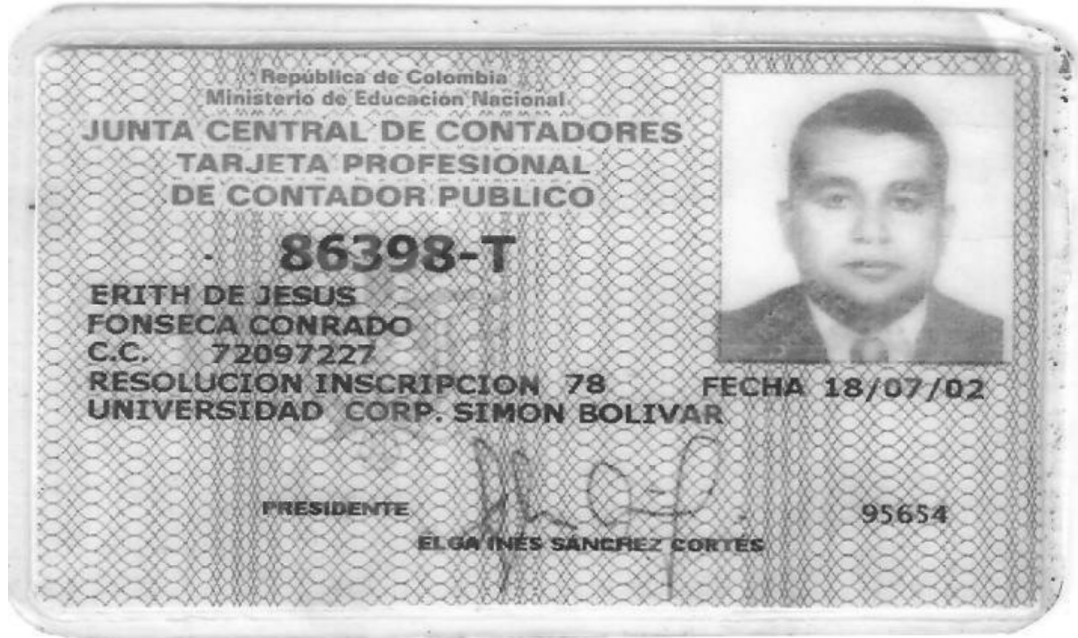 República de Colombia
Ministerio de Educación Nacional
JUNTA CENTRAL DE CONTADORES
TARJETA PROFESIONAL
DE CONTADOR PUBLICO
86398-T
ERITH DE JESUS
FONSECA CONRADO
C.C. 72097227
RESOLUCION INSCRIPCION 78 FECHA 18/07/02
UNIVERSIDAD CORP. SIMON BOLIVAR
PRESIDENTE
95654
ELGA INÉS SÁNCHEZ CORTÉS